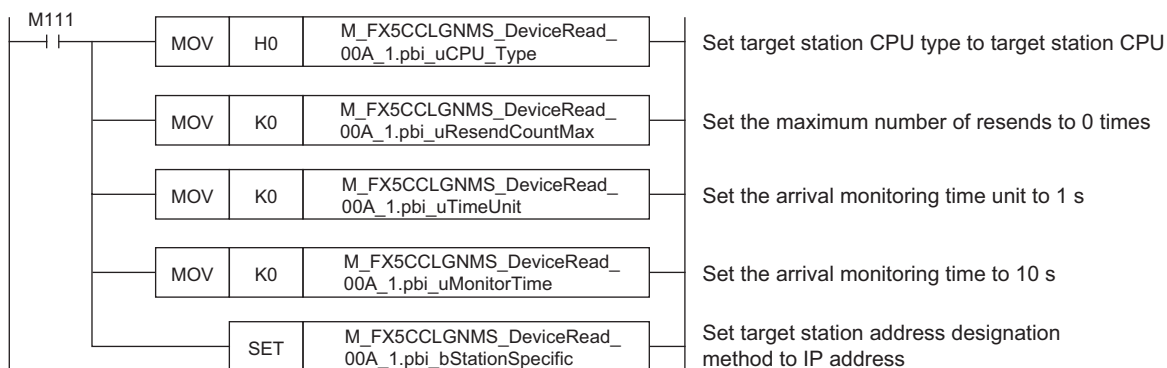 M111
MOV H0 M_FX5CCLGNMS_DeviceRead_
00A_1.pbi_uCPU_Type
Set target station CPU type to target station CPU
MOV K0 M_FX5CCLGNMS_DeviceRead_
00A_1.pbi_uResendCountMax
Set the maximum number of resends to 0 times
MOV K0 M_FX5CCLGNMS_DeviceRead_
00A_1.pbi_uTimeUnit
Set the arrival monitoring time unit to 1 s
MOV K0 M_FX5CCLGNMS_DeviceRead_
00A_1.pbi_uMonitorTime
Set the arrival monitoring time to 10 s
SET M_FX5CCLGNMS_DeviceRead_
00A_1.pbi_bStationSpecific
Set target station address designation
method to IP address